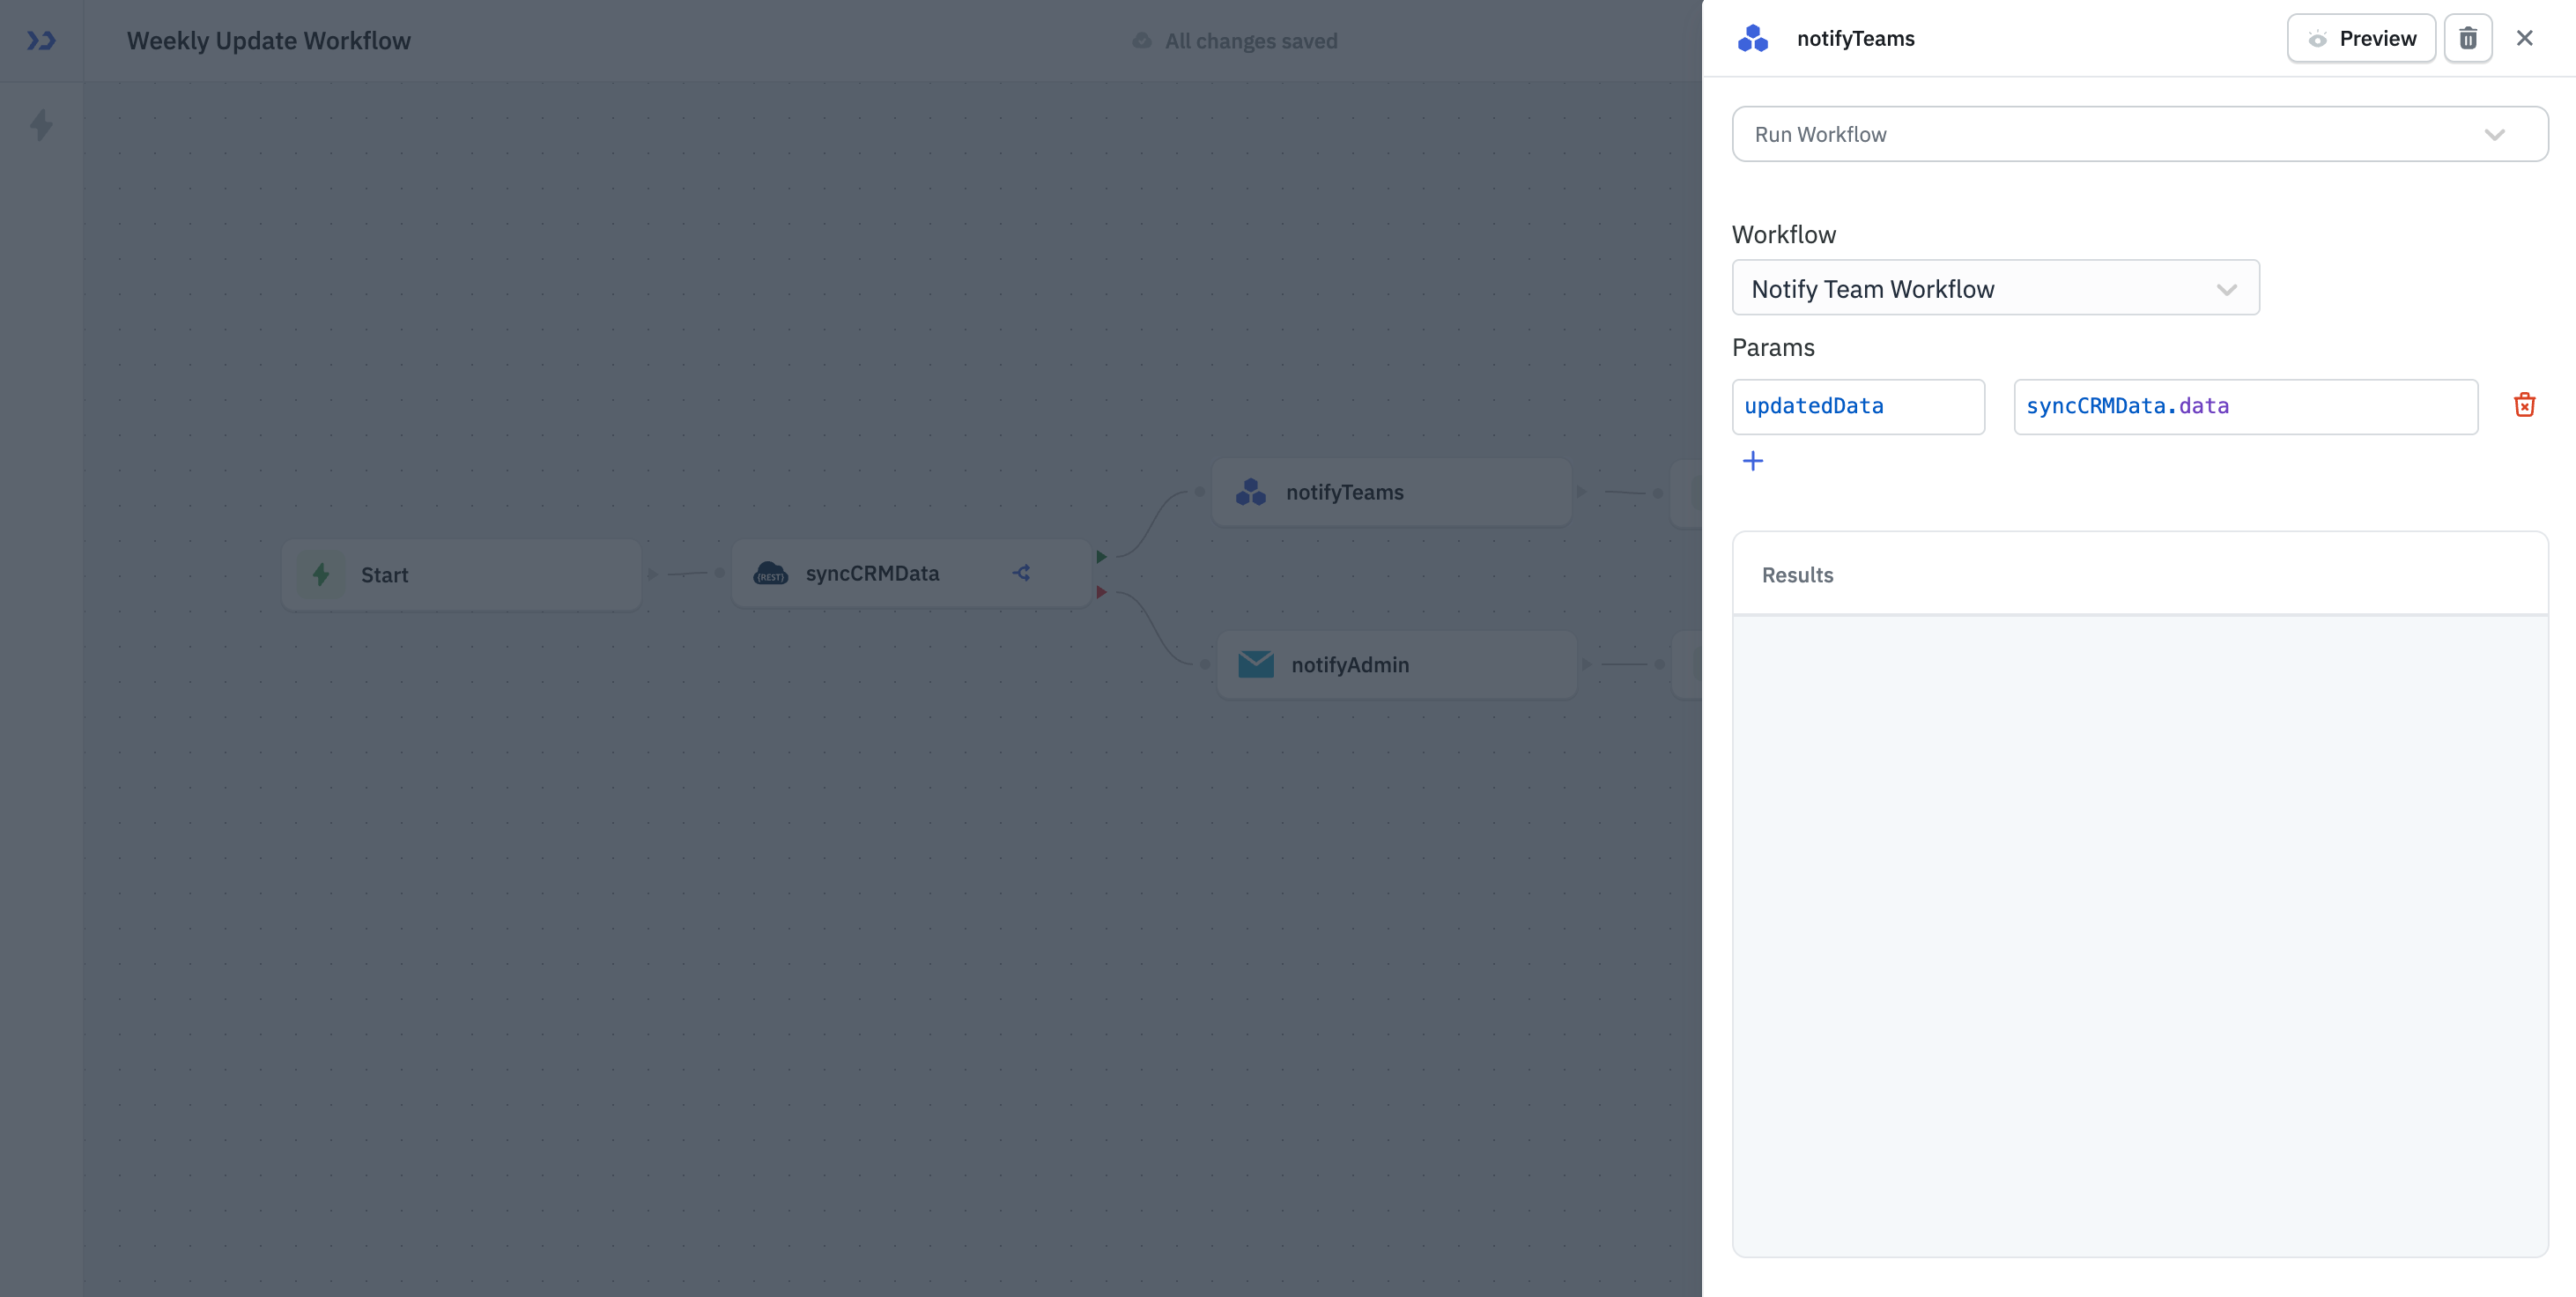 Weekly Update Workflow
All changes saved
Start
(REST)
syncCRMData
notifyTeams
notifyAdmin
notifyTeams
Preview
Run Workflow
Workflow
Notify Team Workflow
Params
updatedData
syncCRMData.data
Results